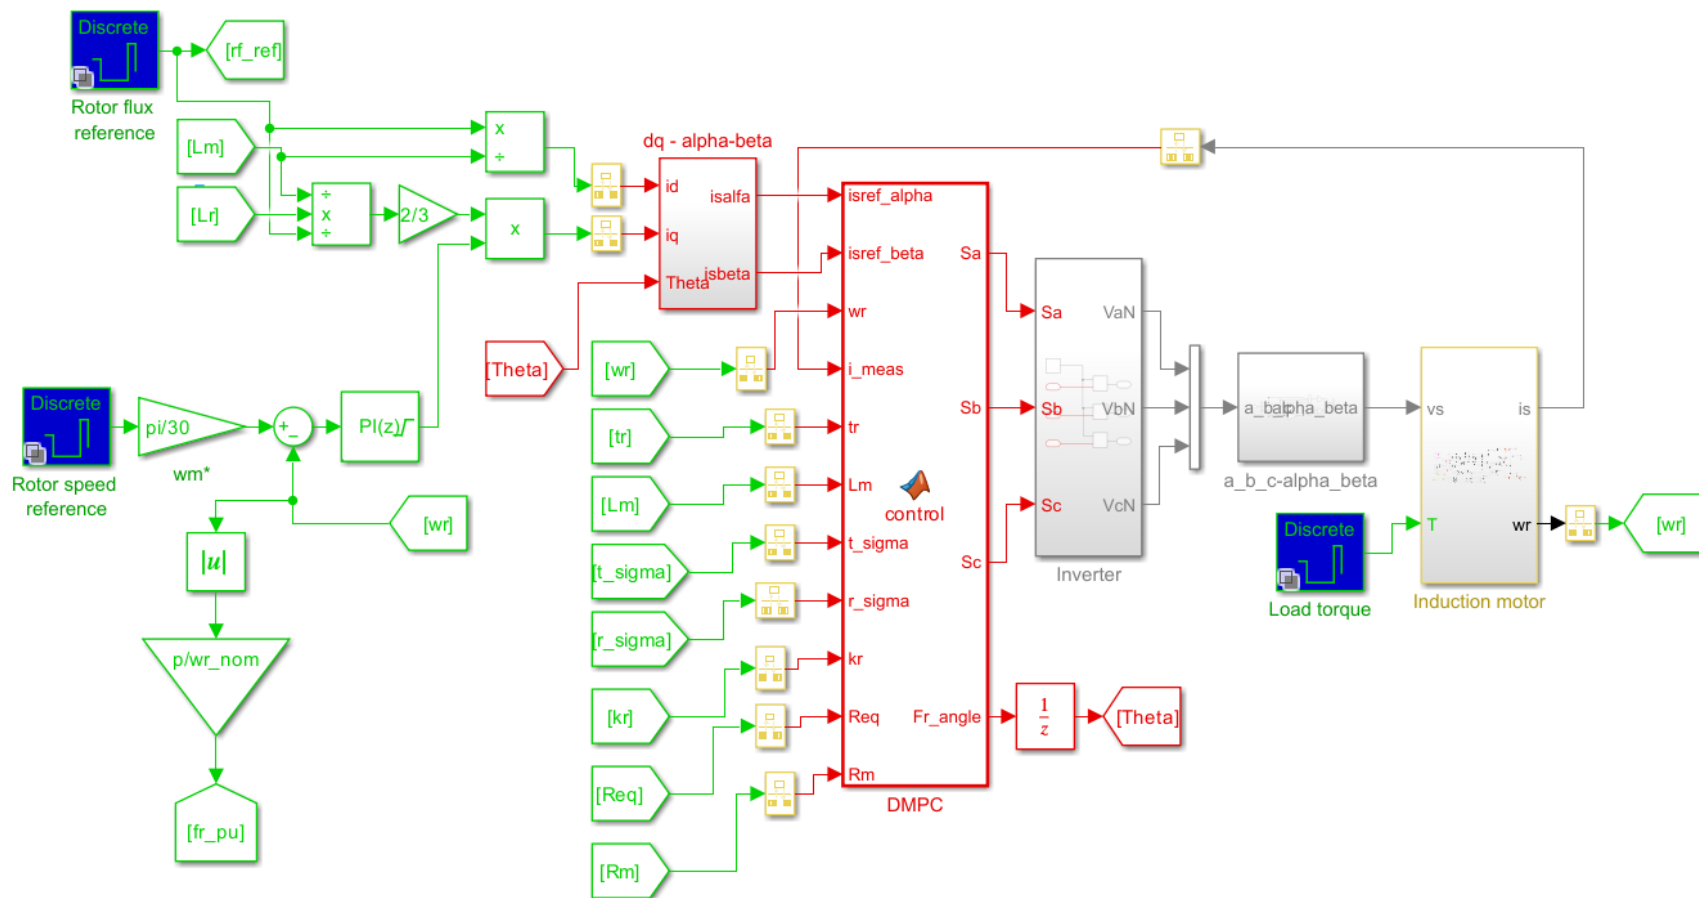 Discrete
[rf_ref]
Rotor flux
reference
[Lm]
[Lr]
÷
x
÷
2/3
x
÷
x
dq - alpha-beta
id
iq
Theta
isalfa
isbeta
[Theta]
Discrete
Rotor speed
reference
pi/30
wm*
+
−
PI(z)
[wr]
|u|
p/wr_nom
[fr_pu]
[wr]
[tr]
[Lm]
[t_sigma]
[r_sigma]
[kr]
[Req]
[Rm]
isref_alpha
isref_beta
wr
i_meas
tr
Lm
t_sigma
r_sigma
kr
Req
Rm
control
Sa
Sb
Sc
Fr_angle
DMPC
1
z
[Theta]
Sa
Sb
Sc
VaN
VbN
VcN
Inverter
a_b_c-alpha_beta
Discrete
Load torque
vs
T
is
wr
Induction motor
[wr]